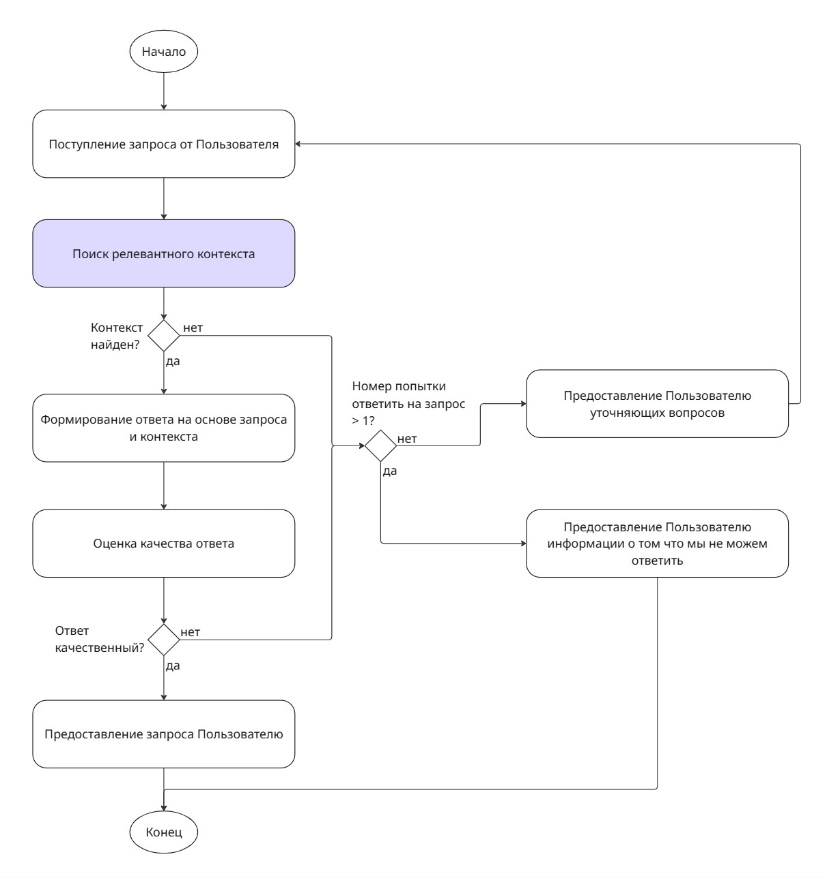 Начало
Поступление запроса от Пользователя
Поиск релевантного контекста
Контекст
найден?
нет
да
Номер попытки
ответить на запрос
> 1?
нет
да
Предоставление Пользователю
уточняющих вопросов
Формирование ответа на основе запроса
и контекста
Оценка качества ответа
Предоставление Пользователю
информации о том что мы не можем
ответить
Ответ
качественный?
нет
да
Предоставление запроса Пользователю
Конец